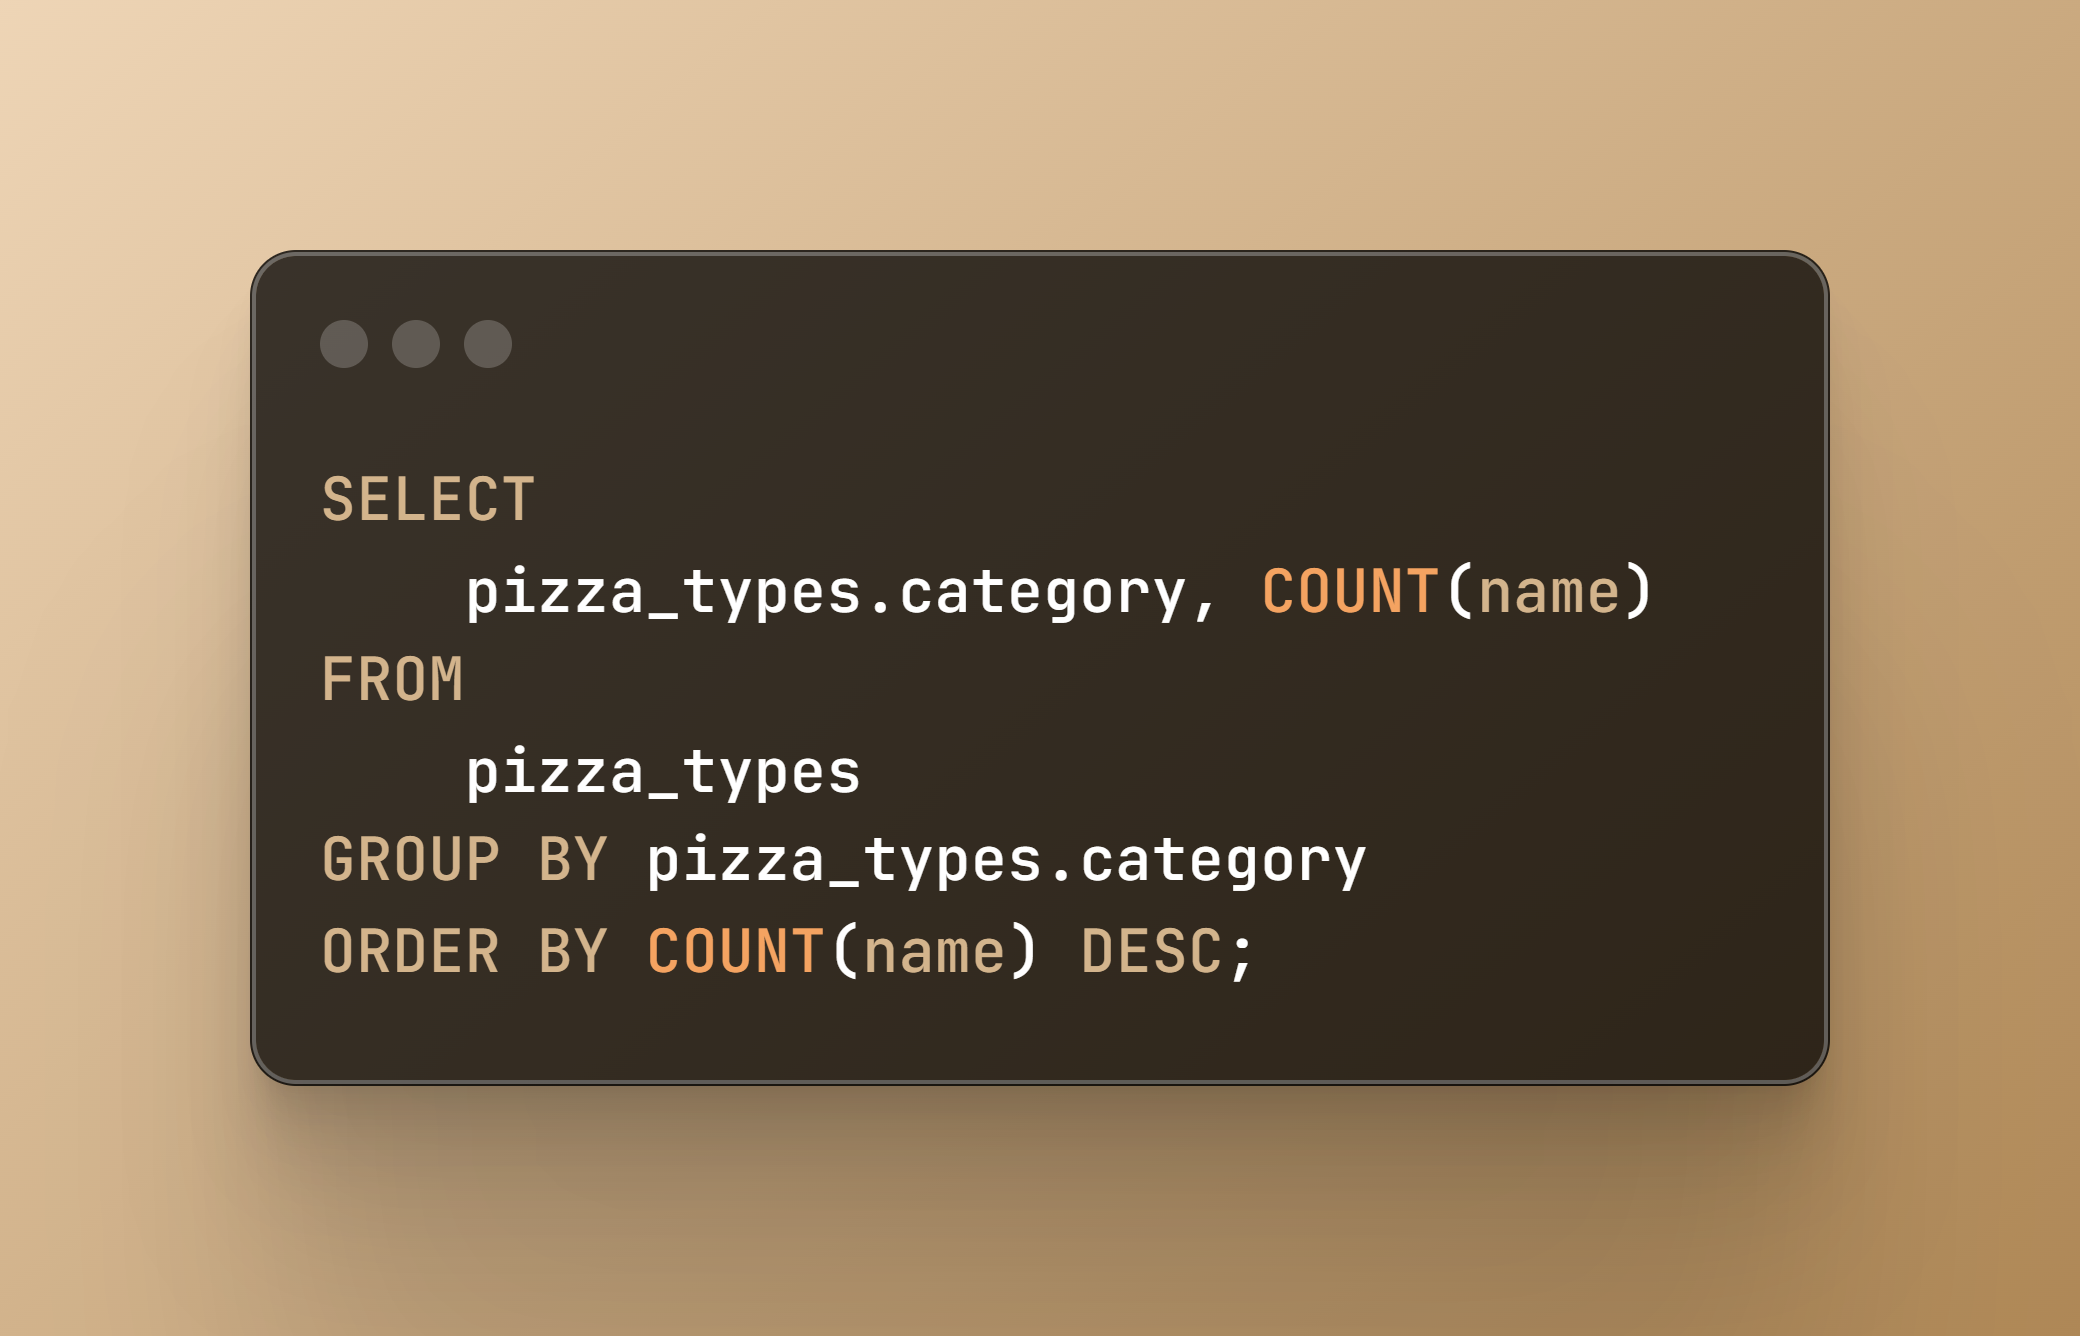 SELECT
    pizza_types.category, COUNT(name)
FROM
    pizza_types
GROUP BY pizza_types.category
ORDER BY COUNT(name) DESC;